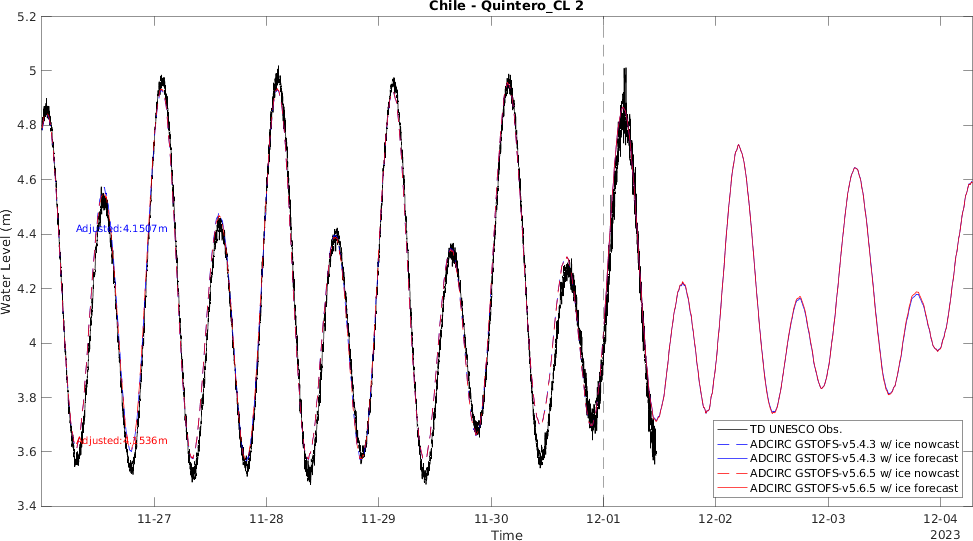 Chile - Quintero_CL 2
5.2
5
4.8
4.6
4.4
4.2
4
3.8
3.6
3.4
Water Level (m)
Adjusted:4.1507m
Adjusted:4.1536m
TD UNESCO Obs.
ADCIRC GSTOFS-v5.4.3 w/ ice nowcast
ADCIRC GSTOFS-v5.4.3 w/ ice forecast
ADCIRC GSTOFS-v5.6.5 w/ ice nowcast
ADCIRC GSTOFS-v5.6.5 w/ ice forecast
11-27 11-28 11-29 11-30 12-01 12-02 12-03 12-04
Time
2023